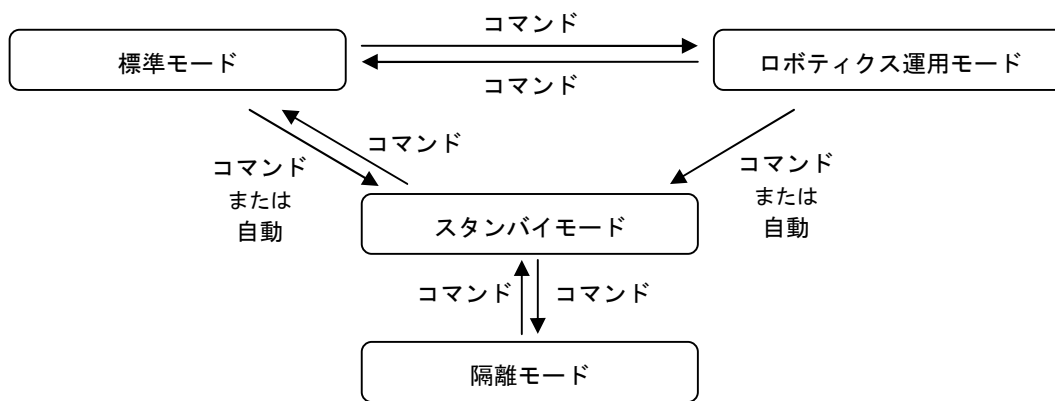 コマンド
標準モード
ロボティクス運用モード
コマンド
コマンド
コマンド
または
自動
コマンド
または
自動
スタンバイモード
コマンド
コマンド
隔離モード